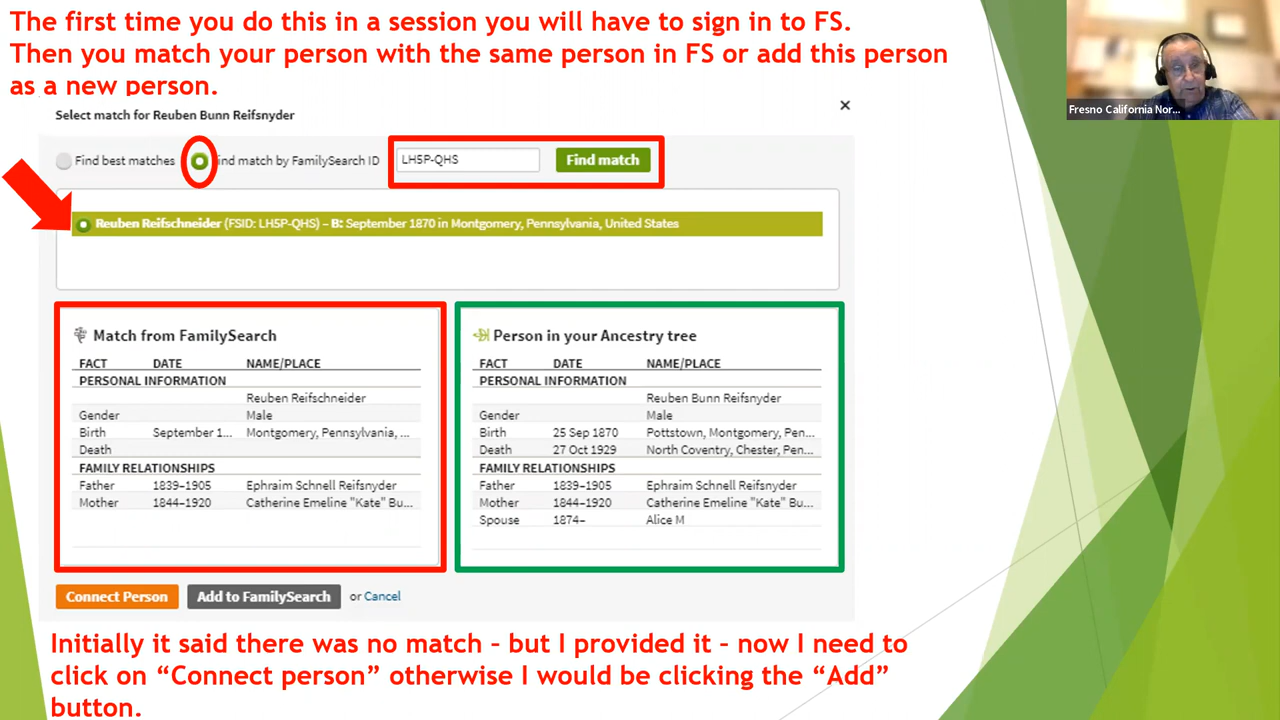 The first time you do this in a session you will have to sign in to FS.
Then you match your person with the same person in FS or add this person
as a new person.
Fresno California Nor...
Select match for Reuben Bunn Reifsnyder
Find best matches
ind match by FamilySearch ID
LH5P-QHS
Find match
Reuben Reifschneider (FSID: LH5P-QHS) – B: September 1870 in Montgomery, Pennsylvania, United States
Match from FamilySearch
FACT DATE NAME/PLACE
PERSONAL INFORMATION
Reuben Reifschneider
Gender Male
Birth September 1... Montgomery, Pennsylvania, ...
Death
FAMILY RELATIONSHIPS
Father 1839–1905 Ephraim Schnell Reifsnyder
Mother 1844–1920 Catherine Emeline "Kate" Bu...
Person in your Ancestry tree
FACT DATE NAME/PLACE
PERSONAL INFORMATION
Reuben Bunn Reifsnyder
Gender Male
Birth 25 Sep 1870 Pottstown, Montgomery, Pen...
Death 27 Oct 1929 North Coventry, Chester, Pen...
FAMILY RELATIONSHIPS
Father 1839–1905 Ephraim Schnell Reifsnyder
Mother 1844–1920 Catherine Emeline "Kate" Bu...
Spouse 1874– Alice M
Connect Person
Add to FamilySearch
or Cancel
Initially it said there was no match – but I provided it – now I need to
click on “Connect person” otherwise I would be clicking the “Add”
button.